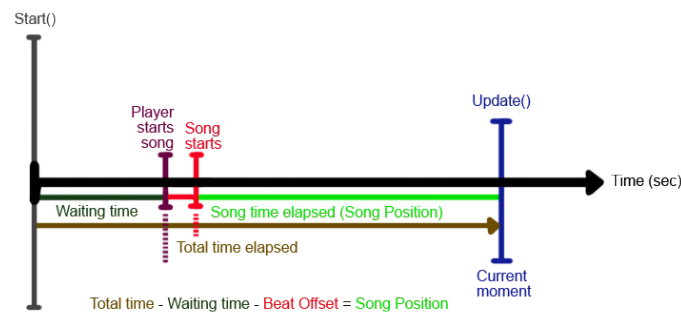 Start()
Update()
Player
starts
song
Song
starts
Time (sec)
Waiting time
Song time elapsed (Song Position)
Total time elapsed
Current
moment
Total time - Waiting time - Beat Offset = Song Position